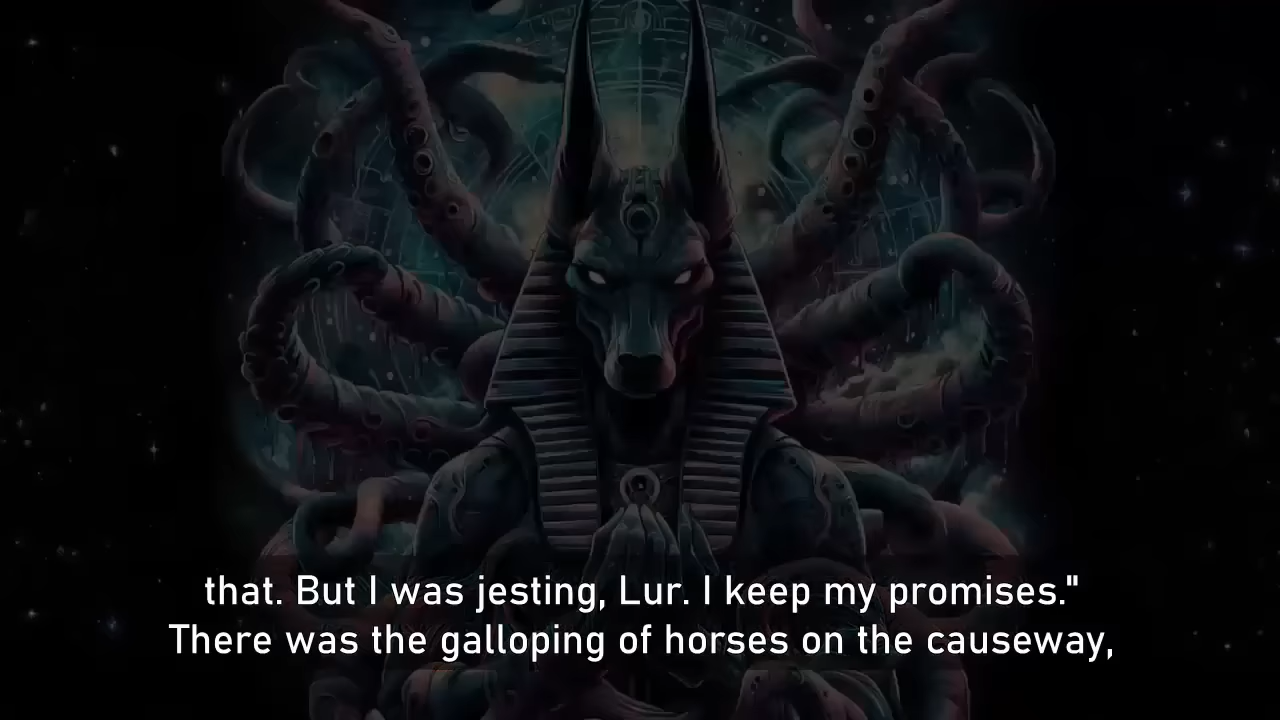 that. But I was jesting, Lur. I keep my promises."
There was the galloping of horses on the causeway,